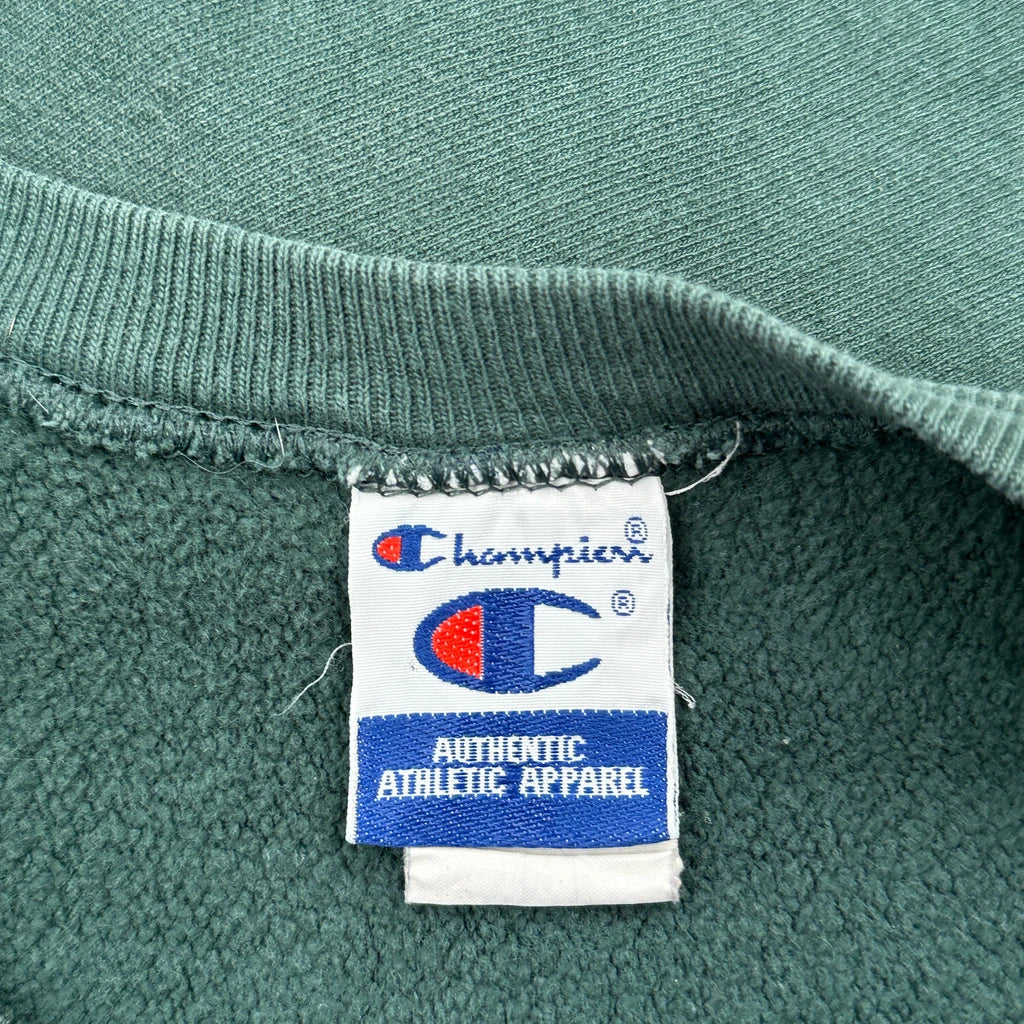 Champion®
®
AUTHENTIC
ATHLETIC APPAREL